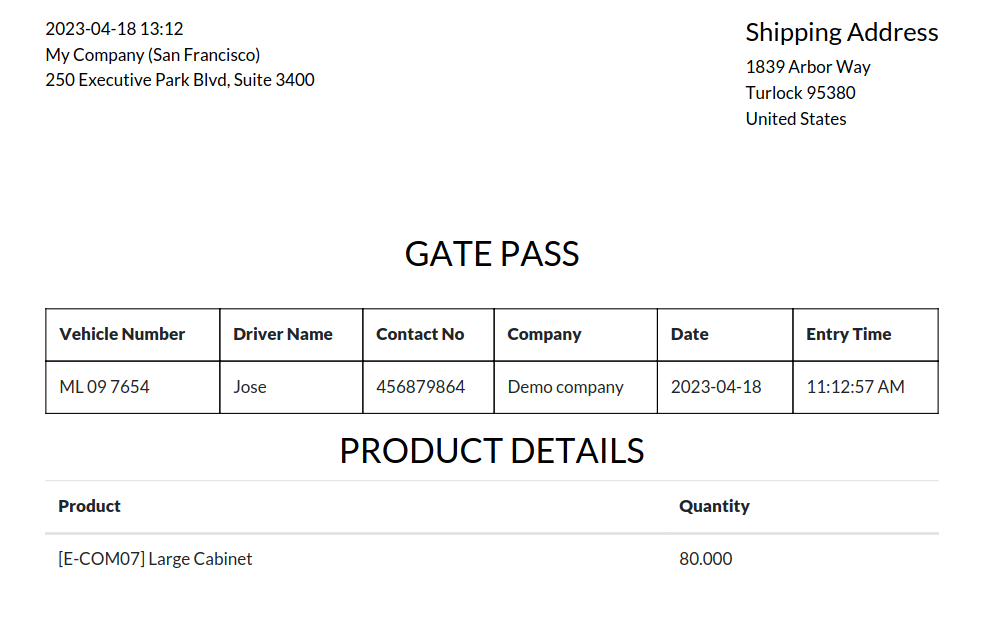 2023-04-18 13:12
My Company (San Francisco)
250 Executive Park Blvd, Suite 3400
Shipping Address
1839 Arbor Way
Turlock 95380
United States
GATE PASS
Vehicle Number Driver Name Contact No Company Date Entry Time
ML 09 7654 Jose 456879864 Demo company 2023-04-18 11:12:57 AM
PRODUCT DETAILS
Product Quantity
[E-COM07] Large Cabinet 80.000